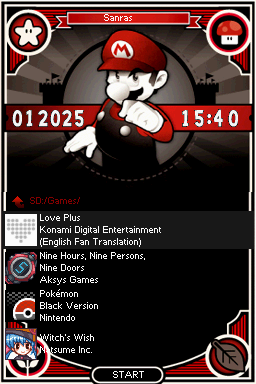 Sanras
012025 15:40
SD:/Games/
Love Plus
Konami Digital Entertainment
(English Fan Translation)
Nine Hours, Nine Persons,
Nine Doors
Aksys Games
Pokémon
Black Version
Nintendo
Witch's Wish
Natsume Inc.
START